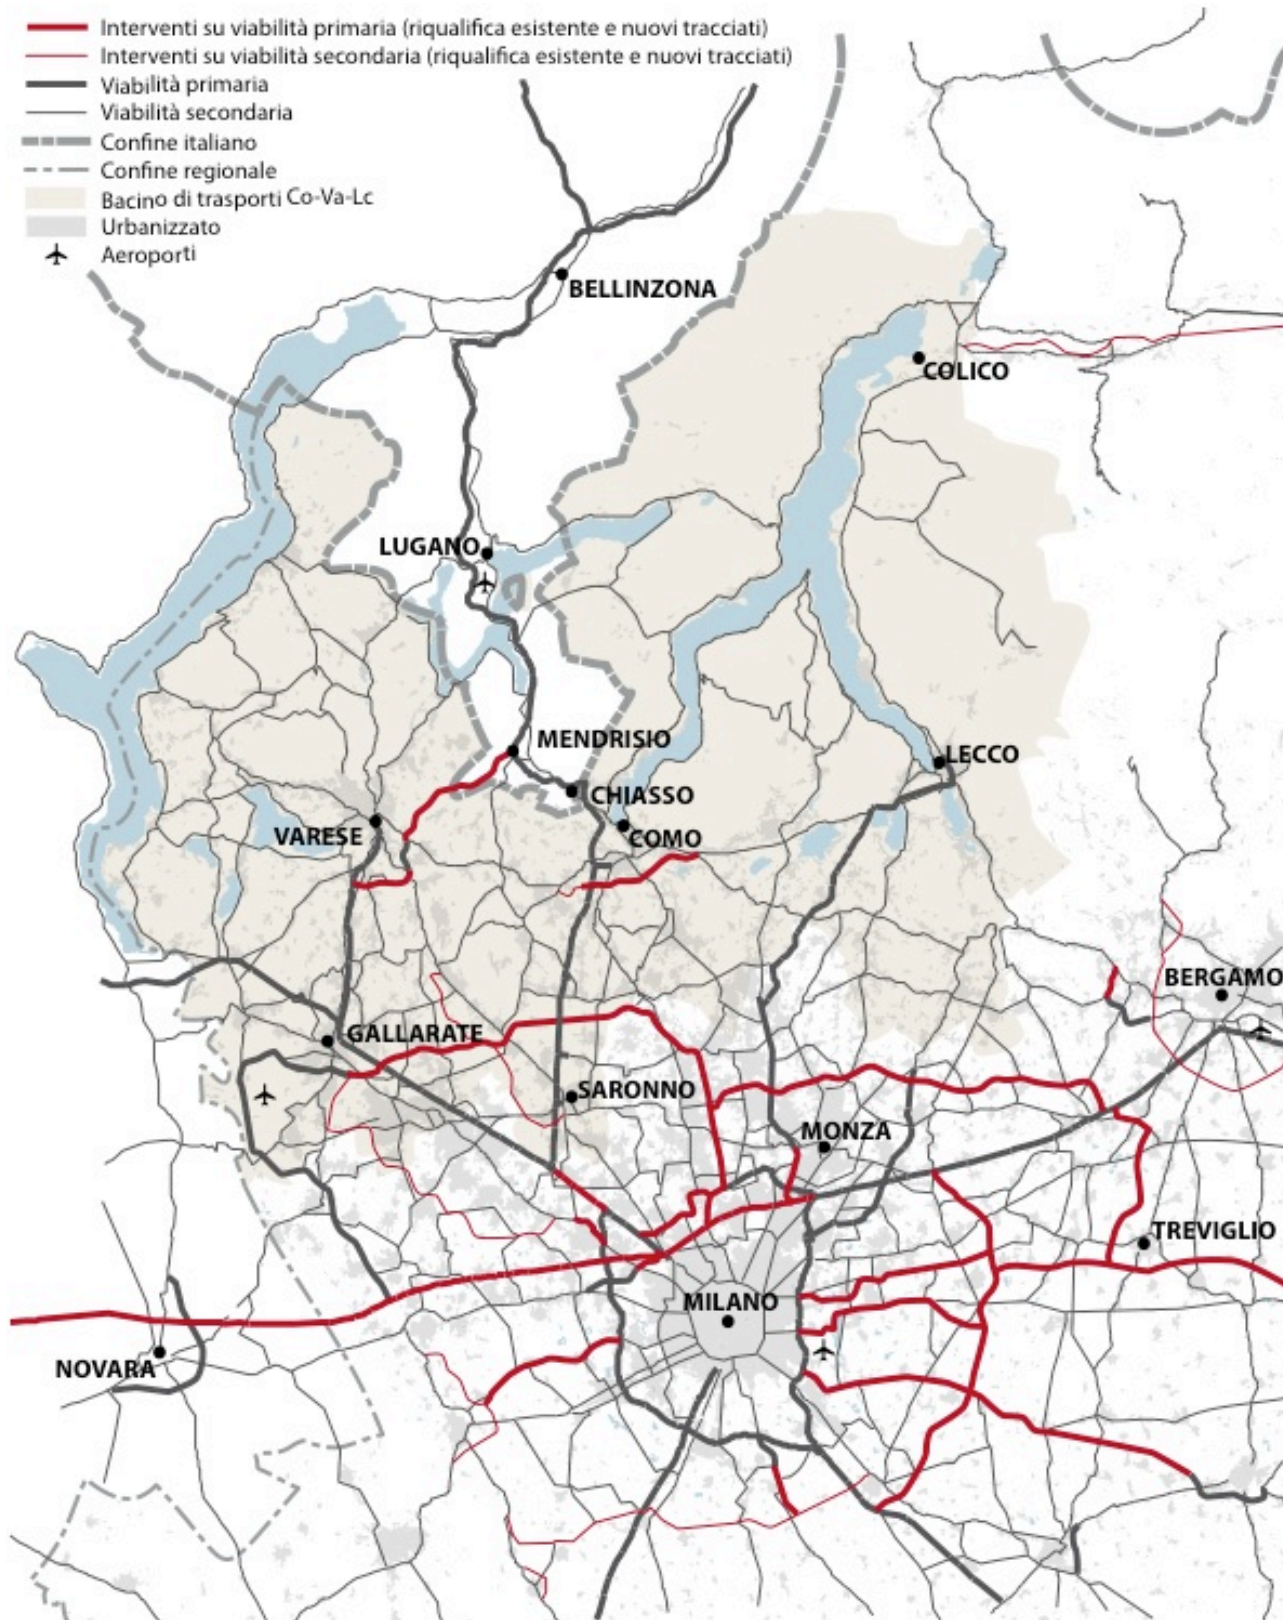 Interventi su viabilità primaria (riqualifica esistente e nuovi tracciati)
Interventi su viabilità secondaria (riqualifica esistente e nuovi tracciati)
Viabilità primaria
Viabilità secondaria
Confine italiano
Confine regionale
Bacino di trasporti Co-Va-Lc
Urbanizzato
Aeroporti
BELLINZONA
COLICO
LUGANO
MENDRISIO
LECCO
CHIASSO
VARESE
COMO
BERGAMO
GALLARATE
SARONNO
MONZA
TREVIGLIO
MILANO
NOVARA